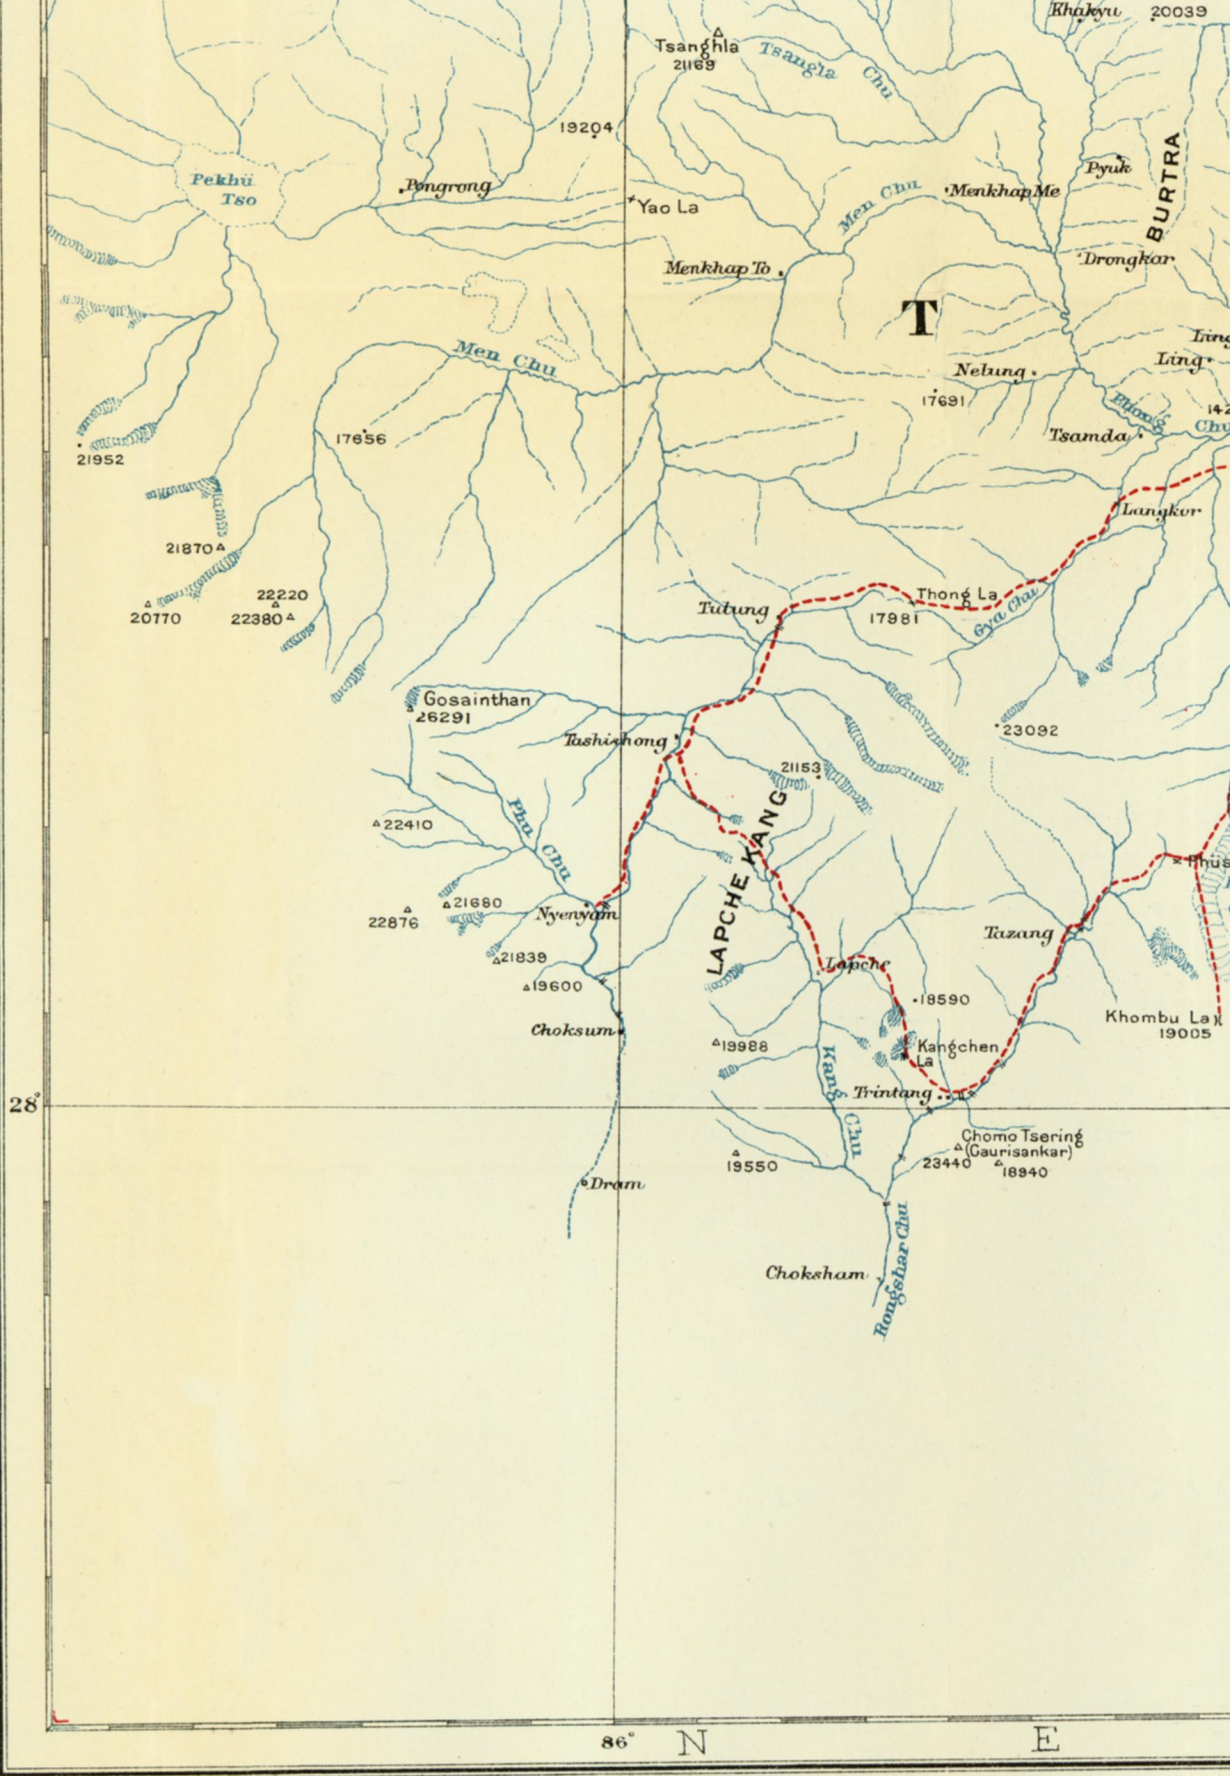 Khakyu
20039
Tsanghla
21169
Tsangla
Chu
19204
BURTRA
Pyuk
Pekhü
Tso
Pongrong
Men Chu
Menkhap Me
Yao La
Drongkar
Menkhap To
T
Men Chu
Ling
Nelung
17691
Phong
Chu
17656
Tsamda
21952
Langkor
21870
22220
22380
20770
Thong La
Tulung
17981
Gya Chu
Gosainthan
26291
23092
Tashishong
21153
Phu Chu
22410
LAPCHE KANG
21680
Nyenyam
22876
Tazang
21839
Lapche
19600
18590
Choksum
Khombu La
19005
19988
Kangchen
La
Kang Chu
Trintang
28°
Chomo Tsering
(Gaurisankar)
23440
18940
19550
Dram
Rongshar Chu
Choksham
86°
N
E